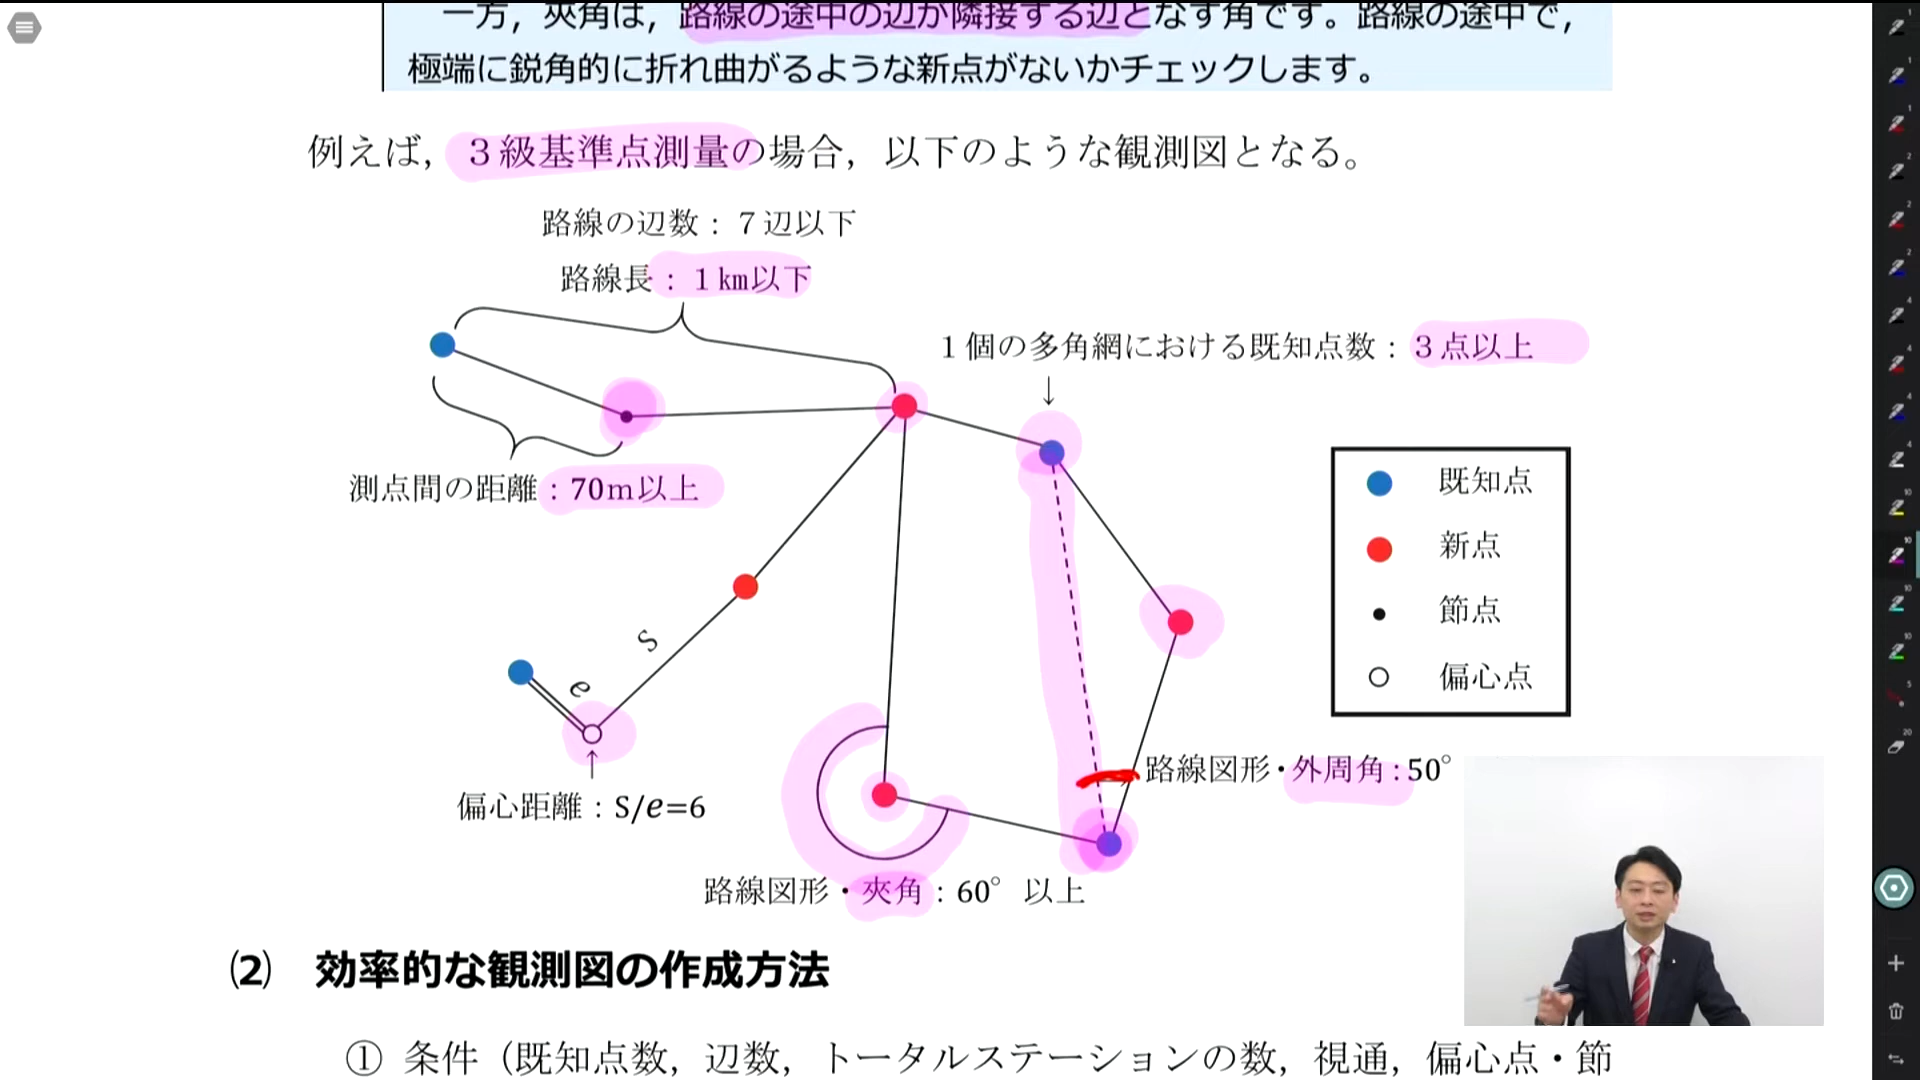 一方，夾角は，路線の途中の辺が隣接する辺となす角です。路線の途中で，
極端に鋭角的に折れ曲がるような新点がないかチェックします。
例えば，３級基準点測量の場合，以下のような観測図となる。
路線の辺数：７辺以下
路線長：１㎞以下
１個の多角網における既知点数：３点以上
↓
測点間の距離：70ｍ以上
既知点
新点
節点
偏心点
S
e
↑
偏心距離：S/e=6
路線図形・外周角：50°
路線図形・夾角：60° 以上
⑵ 効率的な観測図の作成方法
① 条件（既知点数，辺数，トータルステーションの数，視通，偏心点・節